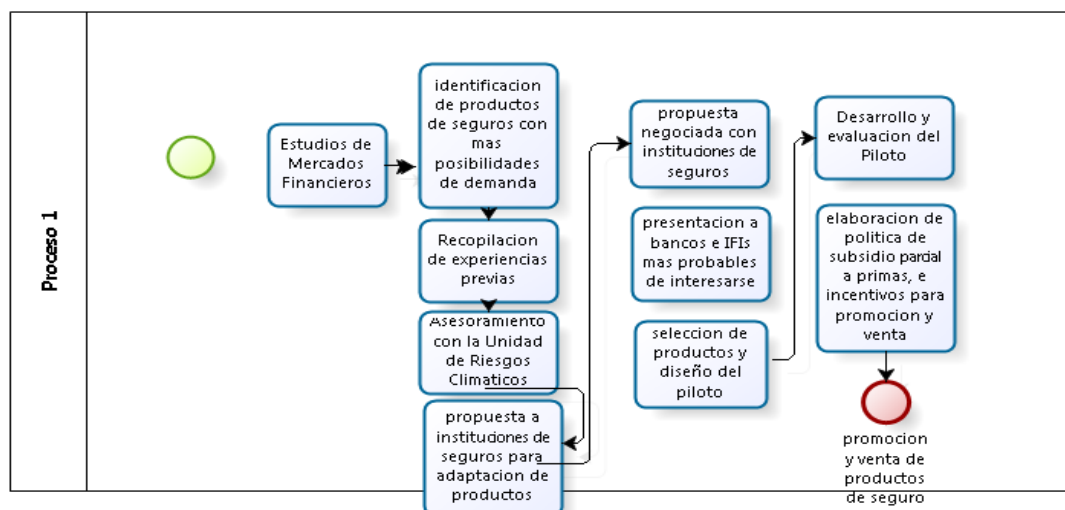 Proceso 1
Estudios de
Mercados
Financieros
identificacion
de productos
de seguros con
mas
posibilidades
de demanda
Recopilacion
de experiencias
previas
Asesoramiento
con la Unidad
de Riesgos
Climaticos
propuesta a
instituciones de
seguros para
adaptacion de
productos
propuesta
negociada con
instituciones de
seguros
presentacion a
bancos e IFIs
mas probables
de interesarse
seleccion de
productos y
diseño del
piloto
Desarrollo y
evaluacion del
Piloto
elaboracion de
politica de
subsidio parcial
a primas, e
incentivos para
promocion y
venta
promocion
y venta de
productos
de seguro